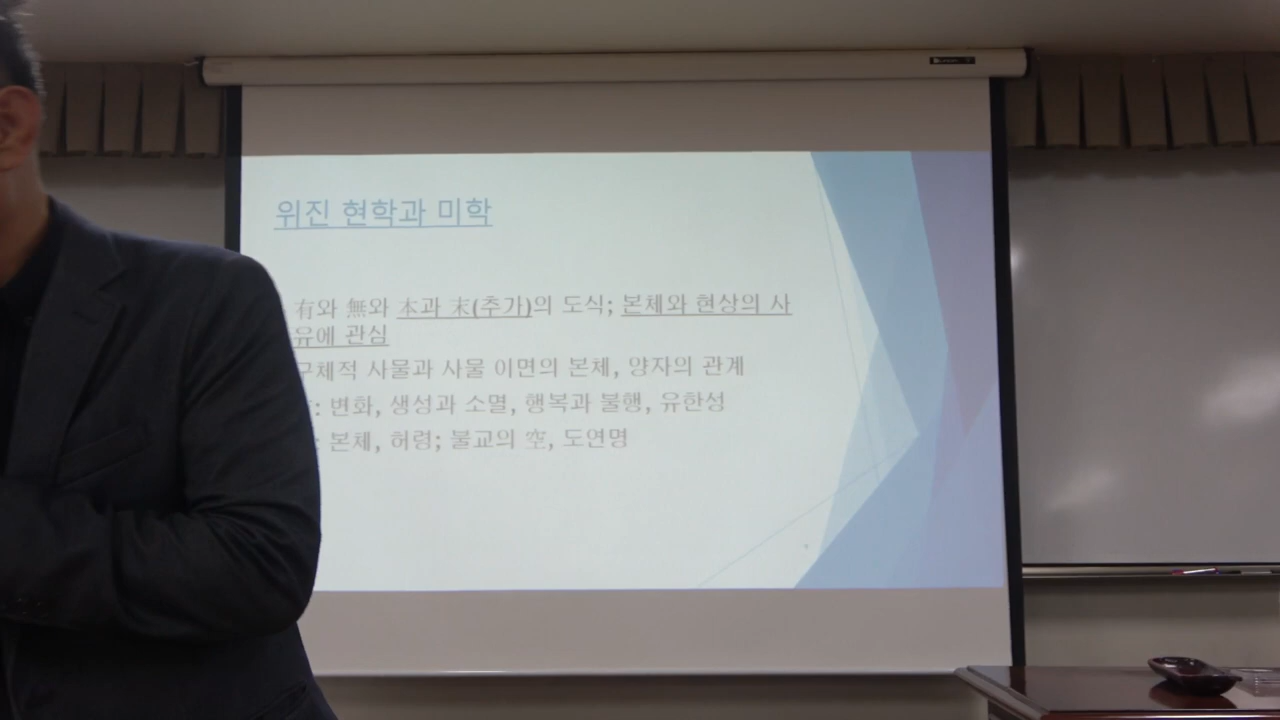 위진 현학과 미학
有와 無와 本과 末(추가)의 도식; 본체와 현상의 사
유에 관심
구체적 사물과 사물 이면의 본체, 양자의 관계
: 변화, 생성과 소멸, 행복과 불행, 유한성
: 본체, 허령; 불교의 空, 도연명